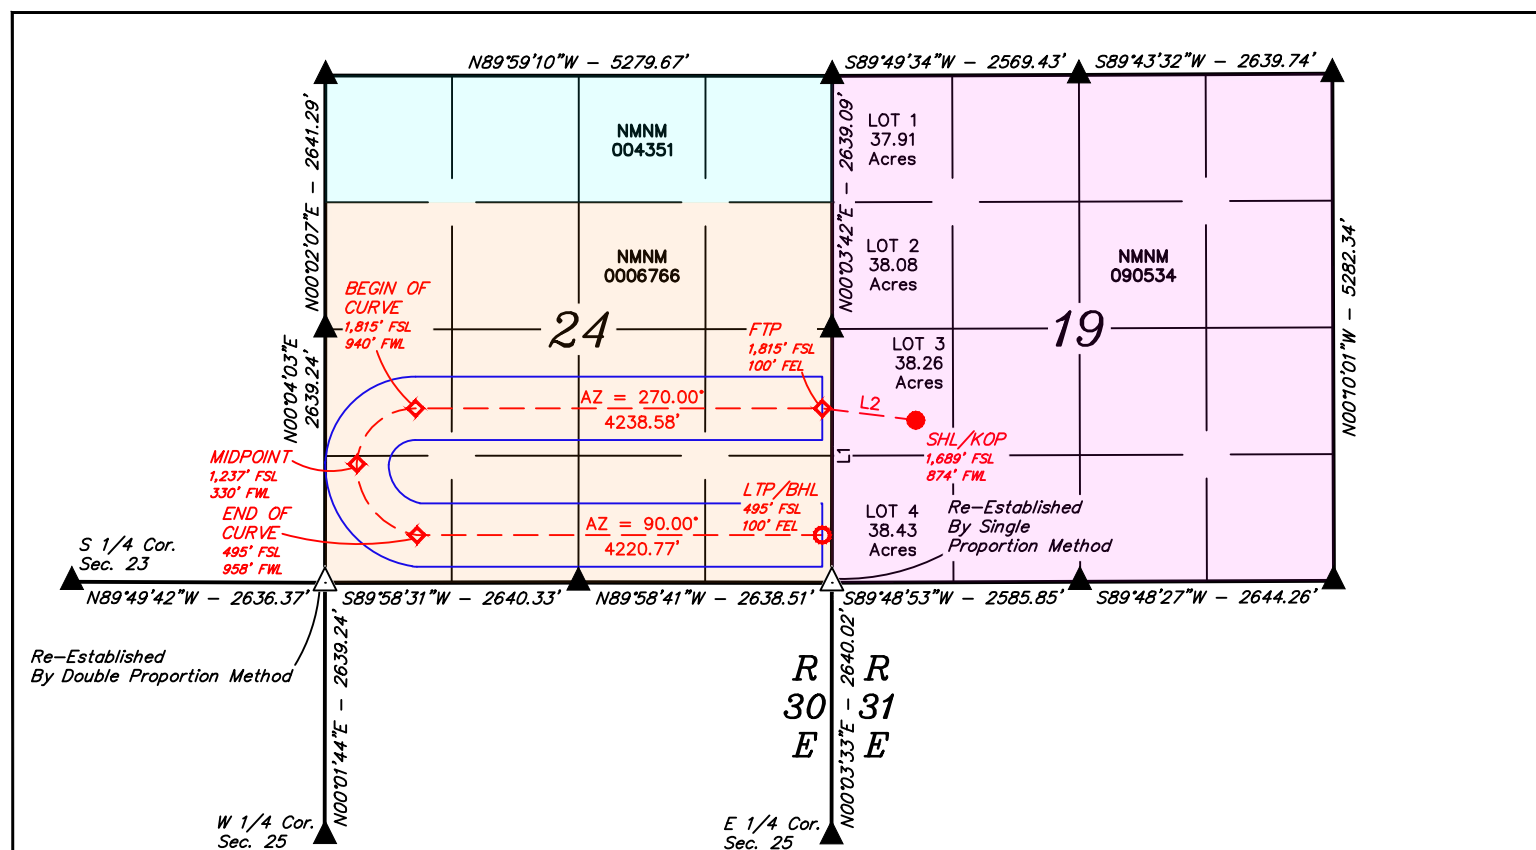 N89°59'10"W - 5279.67'
S89°49'34"W - 2569.43'
S89°43'32"W - 2639.74'
N00°02'07"E - 2641.29'
NMNM
004351
N00°03'42"E - 2639.09'
LOT 1
37.91
Acres
NMNM
0006766
LOT 2
38.08
Acres
NMNM
090534
N00°10'01"W - 5282.34'
BEGIN OF
CURVE
1,815' FSL
940' FWL
24
FTP
1,815' FSL
100' FEL
19
N00°04'03"E
2639.24'
LOT 3
38.26
Acres
AZ = 270.00°
4238.58'
L2
L1
SHL/KOP
1,689' FSL
874' FWL
MIDPOINT
1,237' FSL
330' FWL
LTP/BHL
495' FSL
100' FEL
END OF
CURVE
495' FSL
958' FWL
AZ = 90.00°
4220.77'
LOT 4
38.43
Acres
Re-Established
By Single
Proportion Method
S 1/4 Cor.
Sec. 23
N89°49'42"W - 2636.37'
S89°58'31"W - 2640.33'
N89°58'41"W - 2638.51'
S89°48'53"W - 2585.85'
S89°48'27"W - 2644.26'
Re-Established
By Double Proportion Method
N00°01'44"E - 2639.24'
R R
30 31
E E
N00°03'33"E - 2640.02'
W 1/4 Cor.
Sec. 25
E 1/4 Cor.
Sec. 25